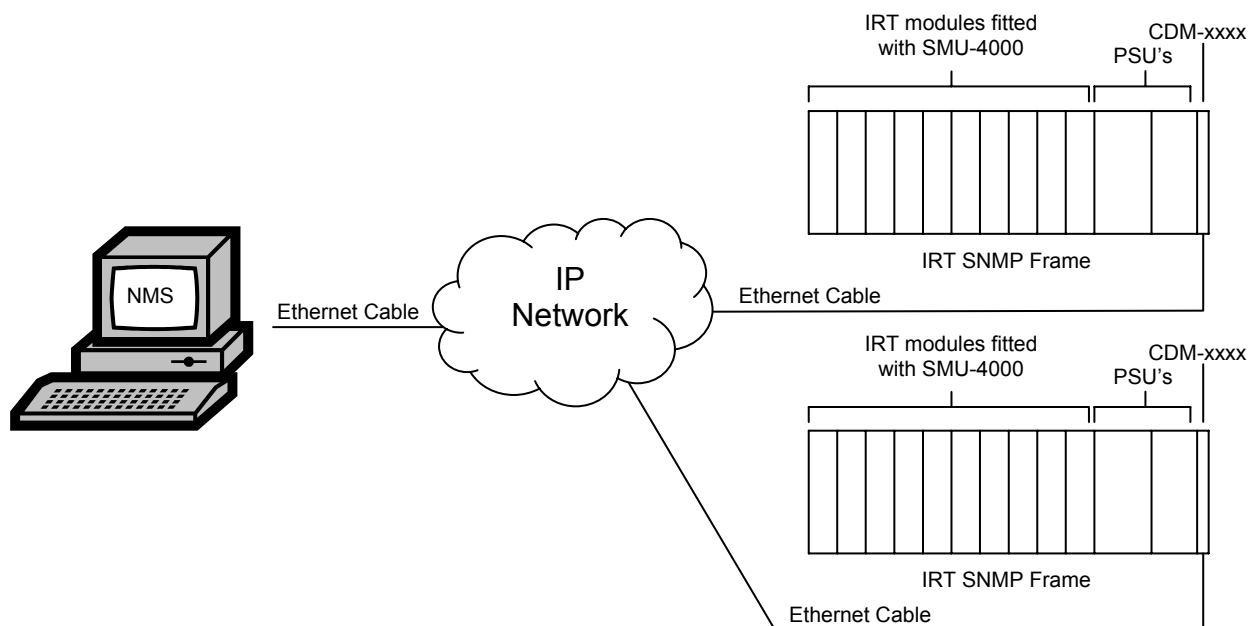 IRT modules fitted
with SMU-4000
CDM-xxxx
PSU's
IRT SNMP Frame
NMS
Ethernet Cable
IP
Network
Ethernet Cable
IRT modules fitted
with SMU-4000
CDM-xxxx
PSU's
IRT SNMP Frame
Ethernet Cable